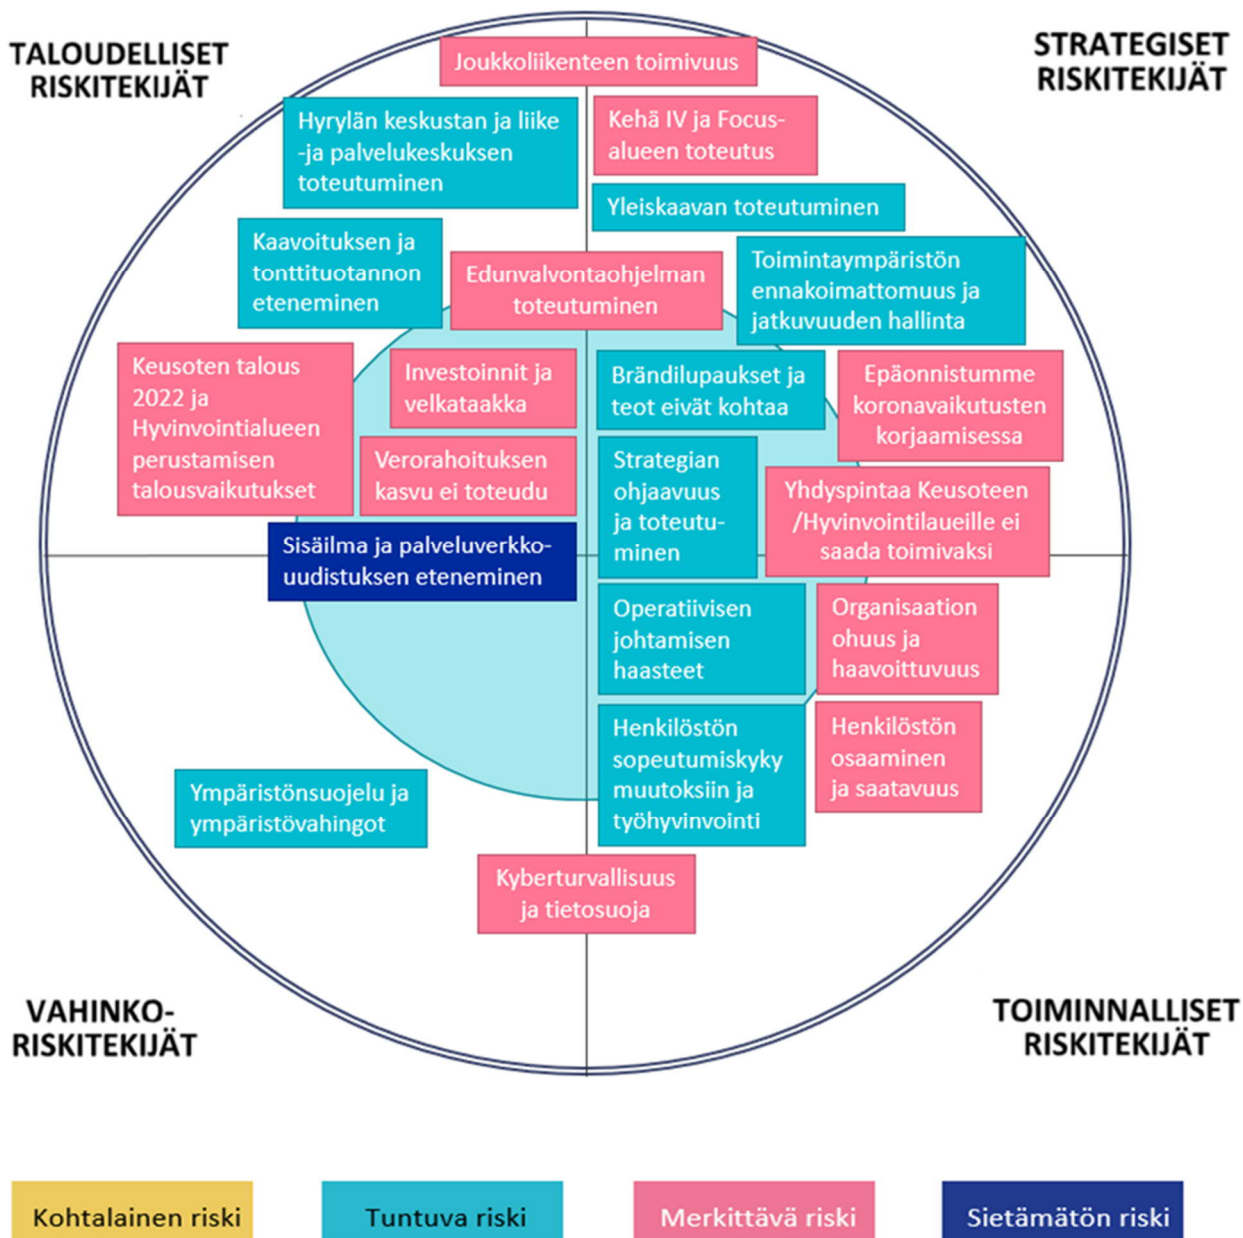 TALOUDELLISET
RISKITEKIJÄT
STRATEGISET
RISKITEKIJÄT
Joukkoliikenteen toimivuus
Hyrylän keskustan ja liike
-ja palvelukeskuksen
toteutuminen
Kehä IV ja Focus-
alueen toteutus
Yleiskaavan toteutuminen
Kaavoituksen ja
tonttituotannon
eteneminen
Edunvalvontaohjelman
toteutuminen
Toimintaympäristön
ennakoimattomuus ja
jatkuvuuden hallinta
Keusoten talous
2022 ja
Hyvinvointialueen
perustamisen
talousvaikutukset
Investoinnit ja
velkataakka
Brändilupaukset ja
teot eivät kohtaa
Epäonnistumme
koronavaikutusten
korjaamisessa
Verorahoituksen
kasvu ei toteudu
Strategian
ohjaavuus
ja toteutu-
minen
Yhdyspintaa Keusoteen
/Hyvinvointilaueille ei
saada toimivaksi
Sisäilma ja palveluverkko-
uudistuksen eteneminen
Operatiivisen
johtamisen
haasteet
Organisaation
ohuus ja
haavoittuvuus
Henkilöstön
sopeutumiskyky
muutoksiin ja
työhyvinvointi
Henkilöstön
osaaminen
ja saatavuus
Ympäristönsuojelu ja
ympäristövahingot
Kyberturvallisuus
ja tietosuoja
VAHINKO-
RISKITEKIJÄT
TOIMINNALLISET
RISKITEKIJÄT
Kohtalainen riski
Tuntuva riski
Merkittävä riski
Sietämätön riski